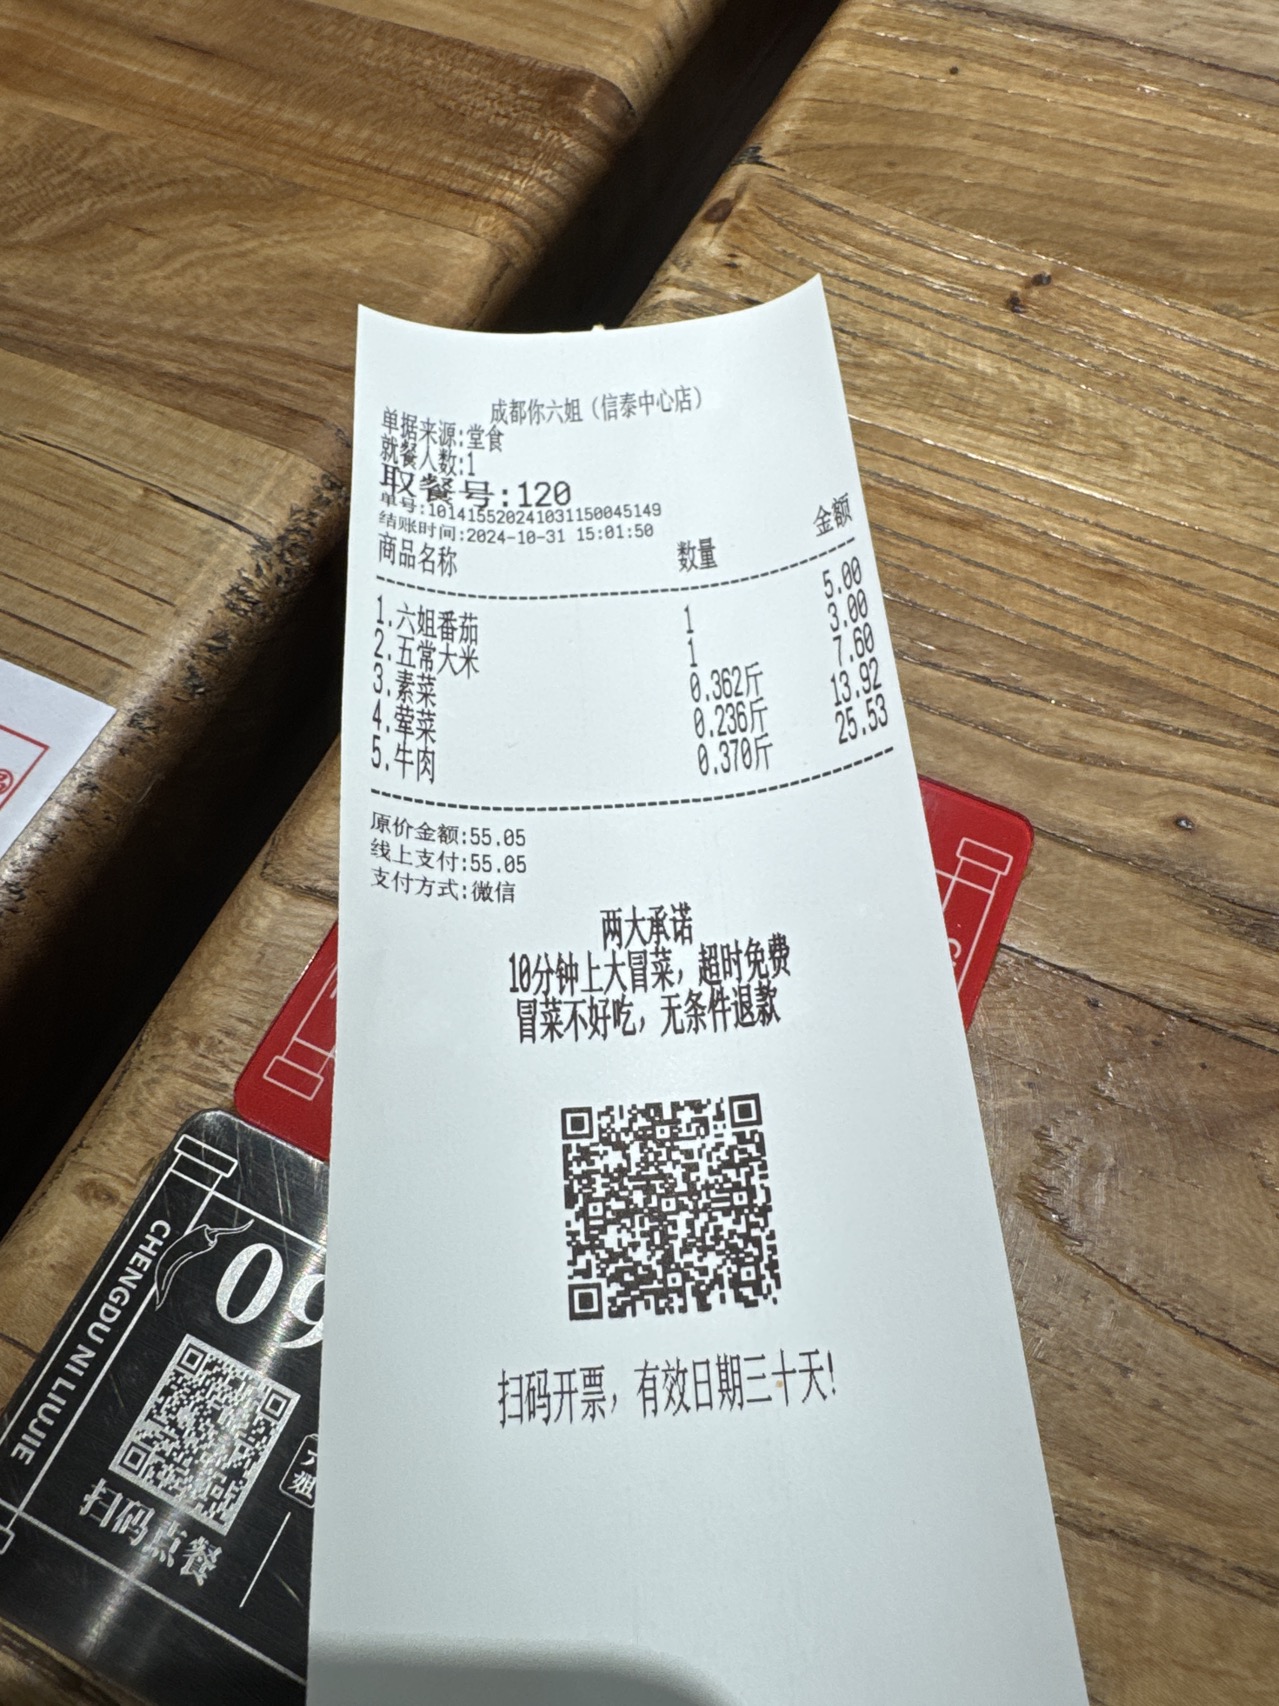 成都你六姐（信泰中心店）
单据来源:堂食
就餐人数:1
取餐号:120
单号:101415520241031150045149
结账时间:2024-10-31 15:01:50
商品名称 数量 金额
1.六姐番茄 1 5.00
2.五常大米 1 3.00
3.素菜 0.362斤 7.60
4.荤菜 0.236斤 13.92
5.牛肉 0.370斤 25.53
原价金额:55.05
线上支付:55.05
支付方式:微信
两大承诺
10分钟上大冒菜，超时免费
冒菜不好吃，无条件退款
扫码开票，有效日期三十天!
CHENGDU NI LIUJIE
09
六姐
扫码点餐